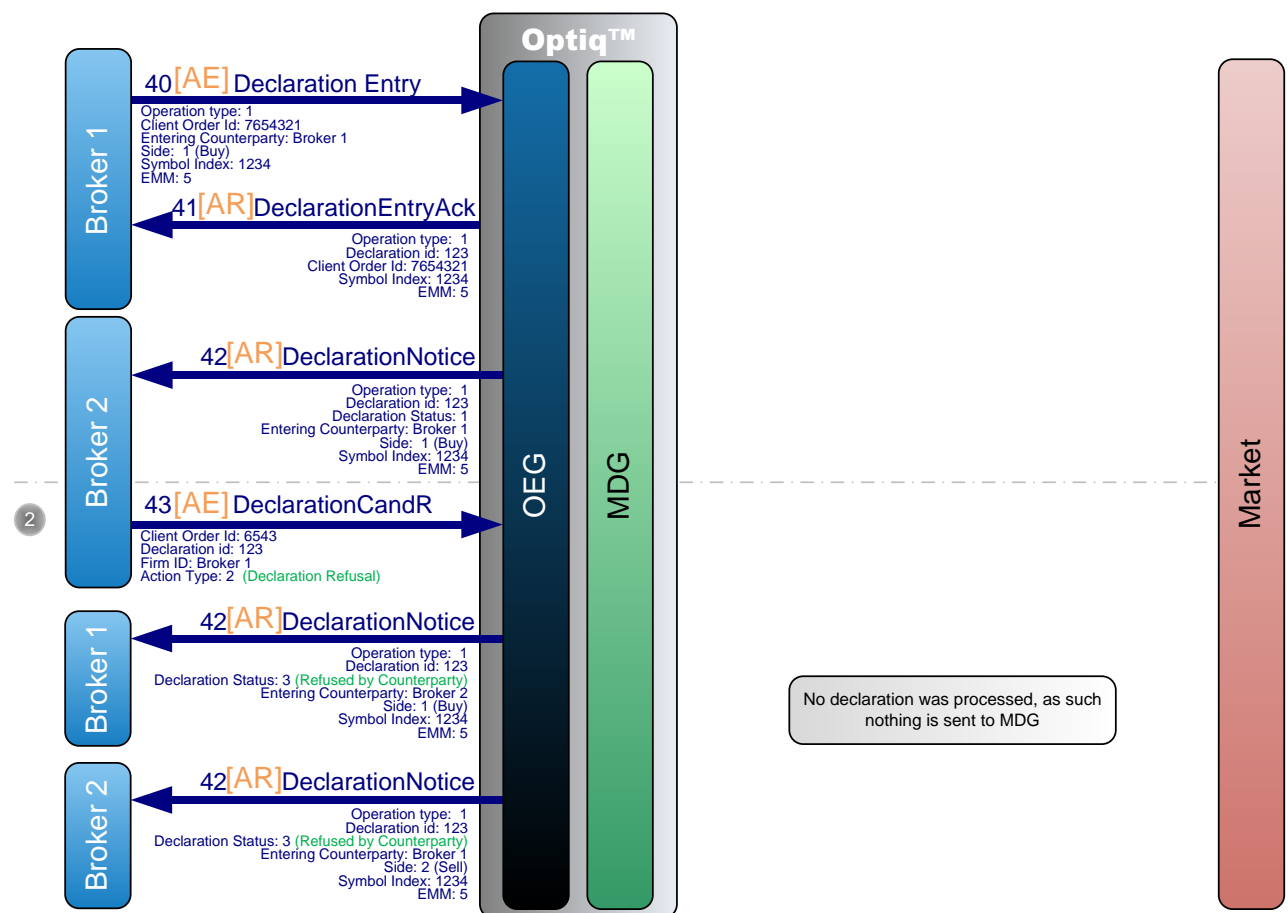 Optiq™
40[AE] Declaration Entry
Operation type: 1
Client Order Id: 7654321
Entering Counterparty: Broker 1
Side:  1 (Buy)
Symbol Index: 1234
EMM: 5
Broker 1
41[AR]DeclarationEntryAck
Operation type:  1
Declaration id: 123
Client Order Id: 7654321
Symbol Index: 1234
EMM: 5
42[AR]DeclarationNotice
Operation type:  1
Declaration id: 123
Declaration Status: 1
Entering Counterparty: Broker 1
Side:  1 (Buy)
Symbol Index: 1234
EMM: 5
Broker 2
OEG
MDG
Market
2
43[AE] DeclarationCandR
Client Order Id: 6543
Declaration id: 123
Firm ID: Broker 1
Action Type: 2  (Declaration Refusal)
42[AR]DeclarationNotice
Broker 1
Operation type:  1
Declaration id: 123
Declaration Status: 3 (Refused by Counterparty)
Entering Counterparty: Broker 2
Side: 1 (Buy)
Symbol Index: 1234
EMM: 5
No declaration was processed, as such
nothing is sent to MDG
42[AR]DeclarationNotice
Broker 2
Operation type:  1
Declaration id: 123
Declaration Status: 3 (Refused by Counterparty)
Entering Counterparty: Broker 1
Side: 2 (Sell)
Symbol Index: 1234
EMM: 5